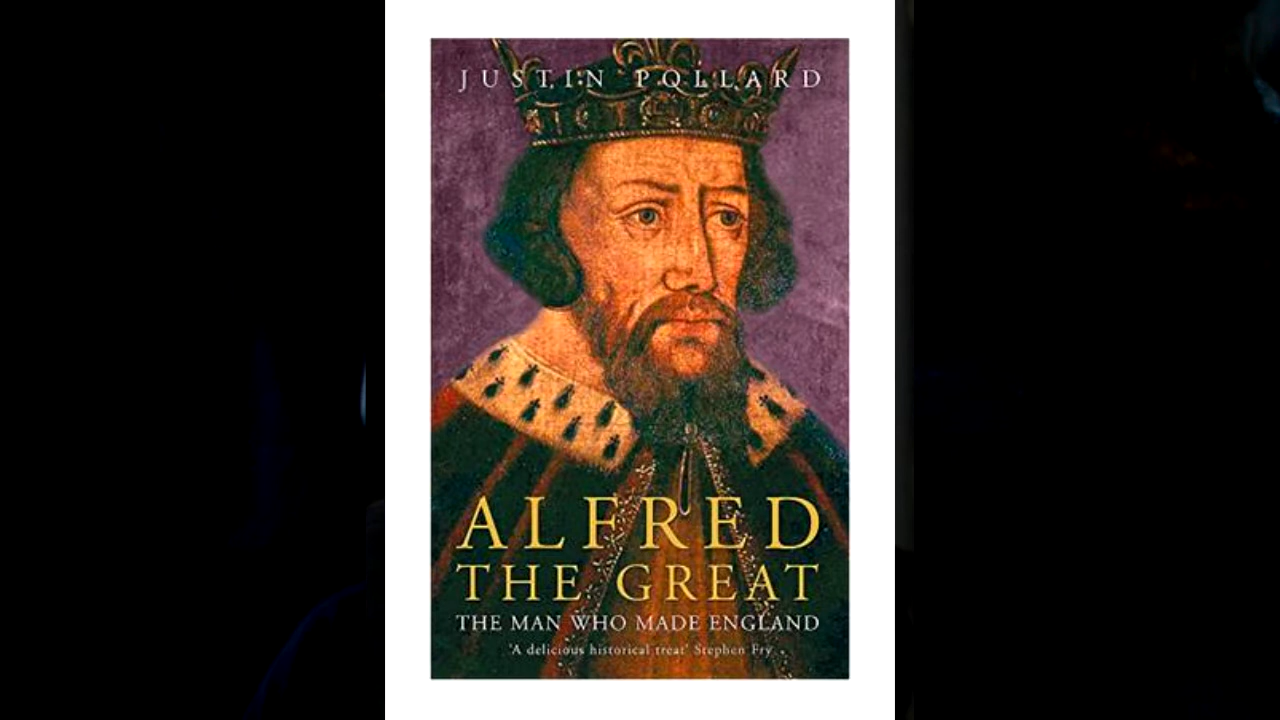 JUSTIN POLLARD
ALFRED
THE GREAT
THE MAN WHO MADE ENGLAND
'A delicious historical treat' Stephen Fry